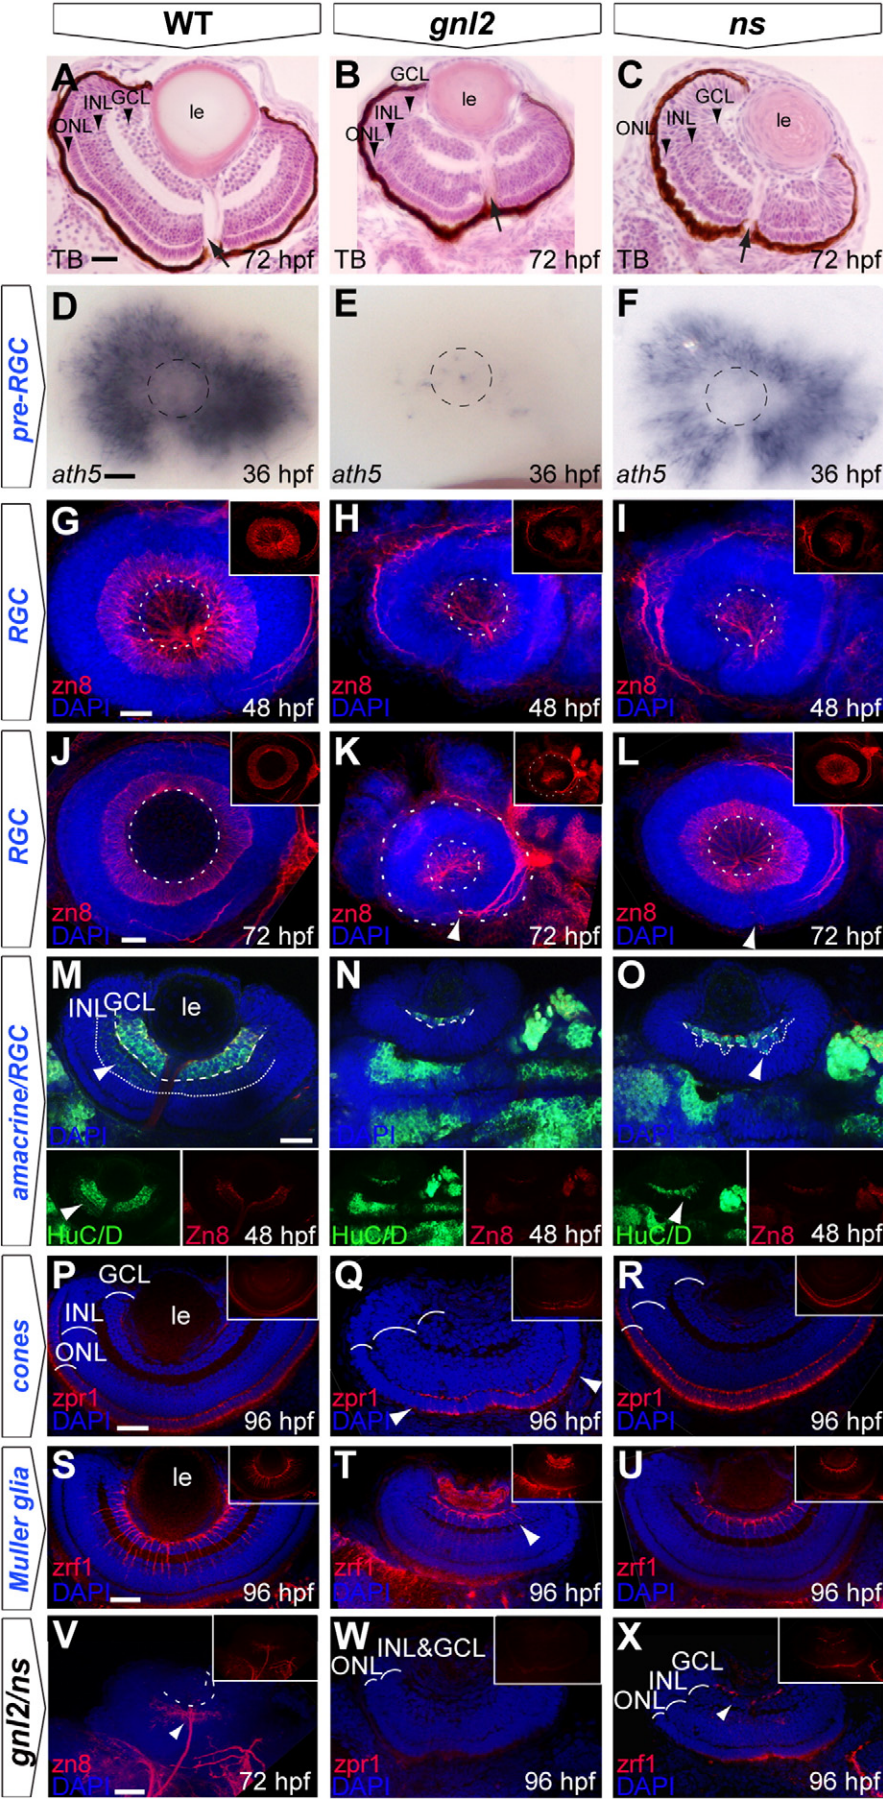 WT gnl2 ns
A ONL INL GCL le TB 72 hpf
B ONL INL GCL le TB 72 hpf
C ONL INL GCL le TB 72 hpf
pre-RGC
D ath5 36 hpf
E ath5 36 hpf
F ath5 36 hpf
RGC
G zn8 DAPI 48 hpf
H zn8 DAPI 48 hpf
I zn8 DAPI 48 hpf
RGC
J zn8 DAPI 72 hpf
K zn8 DAPI 72 hpf
L zn8 DAPI 72 hpf
amacrine/RGC
M INL GCL le DAPI
N DAPI
O DAPI
HuC/D Zn8 48 hpf
HuC/D Zn8 48 hpf
HuC/D Zn8 48 hpf
cones
P GCL INL ONL le zpr1 DAPI 96 hpf
Q zpr1 DAPI 96 hpf
R zpr1 DAPI 96 hpf
Muller glia
S le zrf1 DAPI 96 hpf
T zrf1 DAPI 96 hpf
U zrf1 DAPI 96 hpf
gnl2/ns
V zn8 DAPI 72 hpf
W ONL INL&GCL zpr1 DAPI 96 hpf
X GCL INL ONL zrf1 DAPI 96 hpf